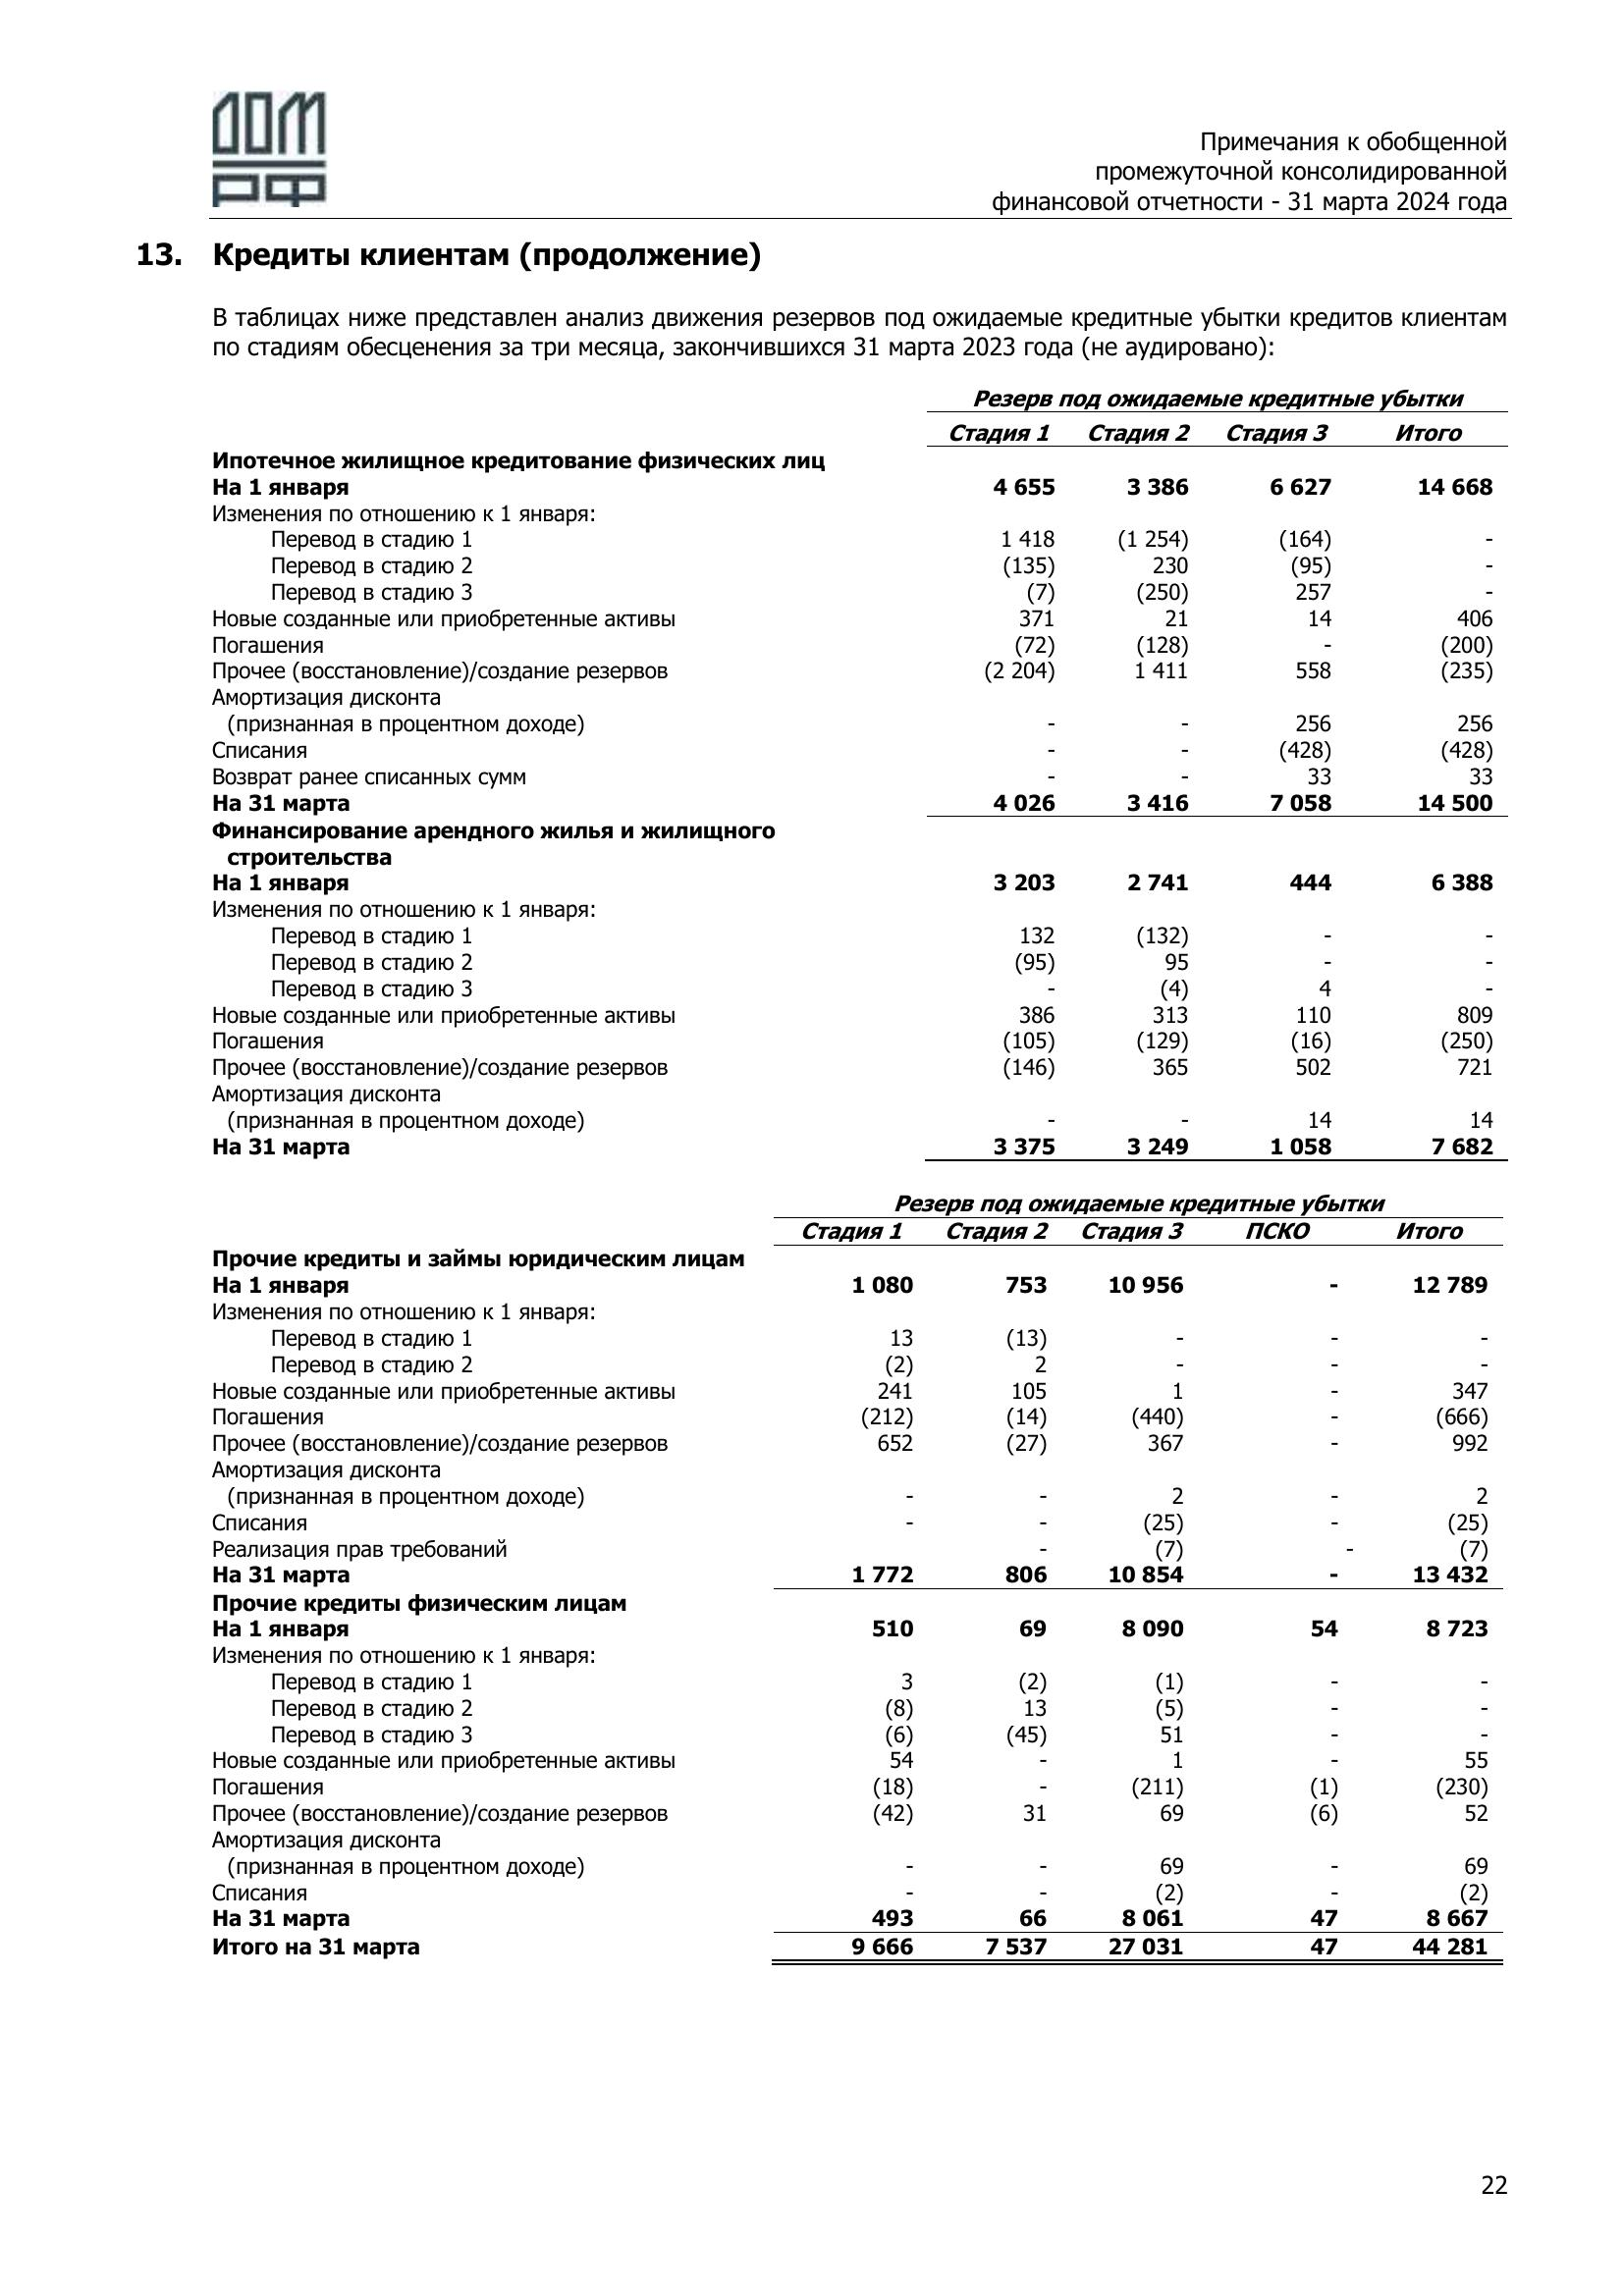 ДОМ
РФ
Примечания к обобщенной
промежуточной консолидированной
финансовой отчетности - 31 марта 2024 года
13. Кредиты клиентам (продолжение)
В таблицах ниже представлен анализ движения резервов под ожидаемые кредитные убытки кредитов клиентам
по стадиям обесценения за три месяца, закончившихся 31 марта 2023 года (не аудировано):
Резерв под ожидаемые кредитные убытки
Стадия 1 Стадия 2 Стадия 3 Итого
Ипотечное жилищное кредитование физических лиц
На 1 января 4 655 3 386 6 627 14 668
Изменения по отношению к 1 января:
Перевод в стадию 1 1 418 (1 254) (164) -
Перевод в стадию 2 (135) 230 (95) -
Перевод в стадию 3 (7) (250) 257 -
Новые созданные или приобретенные активы 371 21 14 406
Погашения (72) (128) - (200)
Прочее (восстановление)/создание резервов (2 204) 1 411 558 (235)
Амортизация дисконта
(признанная в процентном доходе) - - 256 256
Списания - - (428) (428)
Возврат ранее списанных сумм - - 33 33
На 31 марта 4 026 3 416 7 058 14 500
Финансирование арендного жилья и жилищного
строительства
На 1 января 3 203 2 741 444 6 388
Изменения по отношению к 1 января:
Перевод в стадию 1 132 (132) - -
Перевод в стадию 2 (95) 95 - -
Перевод в стадию 3 - (4) 4 -
Новые созданные или приобретенные активы 386 313 110 809
Погашения (105) (129) (16) (250)
Прочее (восстановление)/создание резервов (146) 365 502 721
Амортизация дисконта
(признанная в процентном доходе) - - 14 14
На 31 марта 3 375 3 249 1 058 7 682
Резерв под ожидаемые кредитные убытки
Стадия 1 Стадия 2 Стадия 3 ПСКО Итого
Прочие кредиты и займы юридическим лицам
На 1 января 1 080 753 10 956 - 12 789
Изменения по отношению к 1 января:
Перевод в стадию 1 13 (13) - - -
Перевод в стадию 2 (2) 2 - - -
Новые созданные или приобретенные активы 241 105 1 - 347
Погашения (212) (14) (440) - (666)
Прочее (восстановление)/создание резервов 652 (27) 367 - 992
Амортизация дисконта
(признанная в процентном доходе) - - 2 - 2
Списания - - (25) - (25)
Реализация прав требований - (7) - (7)
На 31 марта 1 772 806 10 854 - 13 432
Прочие кредиты физическим лицам
На 1 января 510 69 8 090 54 8 723
Изменения по отношению к 1 января:
Перевод в стадию 1 3 (2) (1) - -
Перевод в стадию 2 (8) 13 (5) - -
Перевод в стадию 3 (6) (45) 51 - -
Новые созданные или приобретенные активы 54 - 1 - 55
Погашения (18) - (211) (1) (230)
Прочее (восстановление)/создание резервов (42) 31 69 (6) 52
Амортизация дисконта
(признанная в процентном доходе) - - 69 - 69
Списания - - (2) - (2)
На 31 марта 493 66 8 061 47 8 667
Итого на 31 марта 9 666 7 537 27 031 47 44 281
22